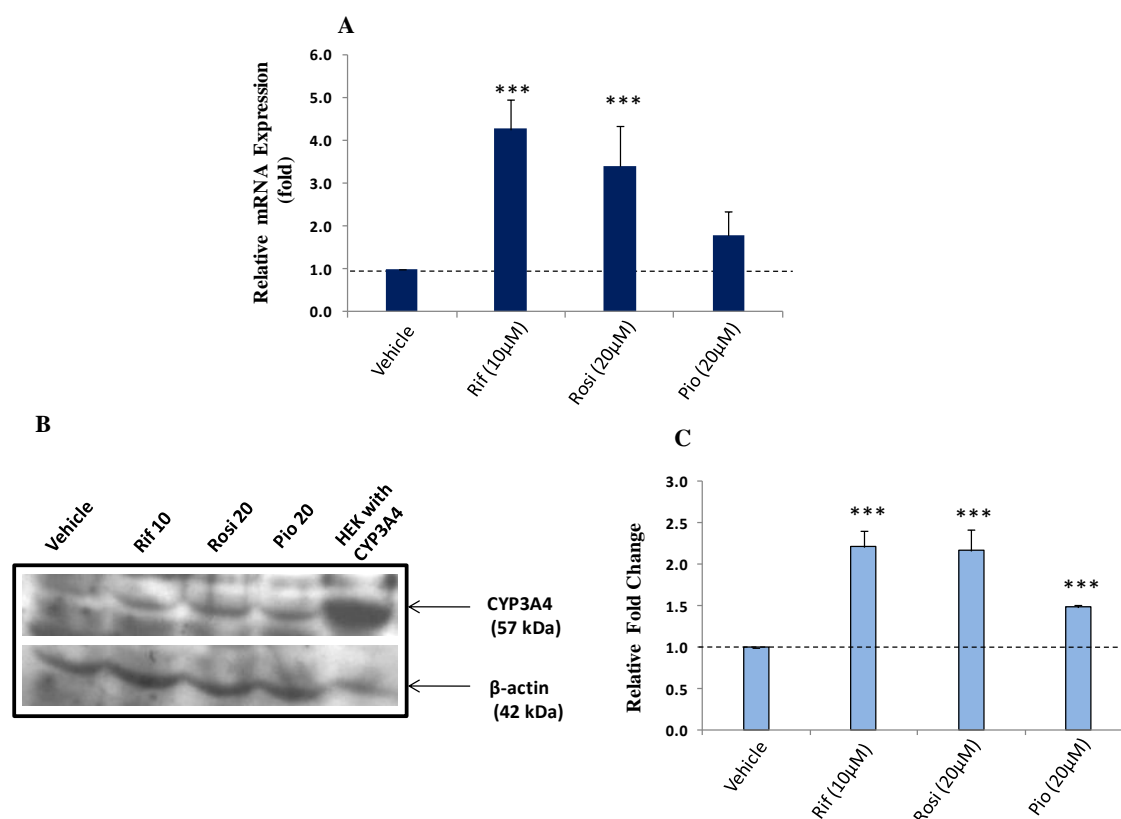 A
Relative mRNA Expression
(fold)
6.0
5.0
4.0
3.0
2.0
1.0
0.0
***
***
Vehicle
Rif (10µM)
Rosi (20µM)
Pio (20µM)
B
Vehicle
Rif 10
Rosi 20
Pio 20
HEK with
CYP3A4
CYP3A4
(57 kDa)
β-actin
(42 kDa)
C
Relative Fold Change
3.0
2.5
2.0
1.5
1.0
0.5
0.0
***
***
***
Vehicle
Rif (10µM)
Rosi (20µM)
Pio (20µM)